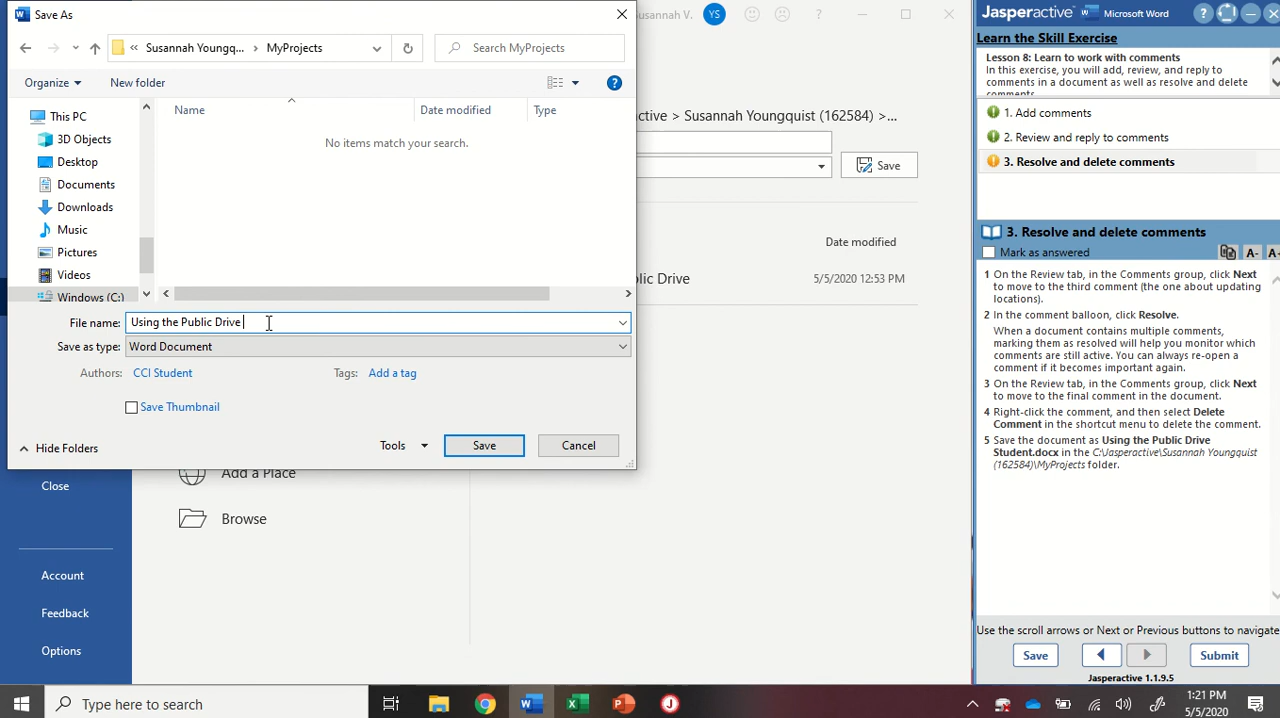 Save As
Susannah V.
YS
?
Jasperactive
Microsoft Word
?
Learn the Skill Exercise
Lesson 8: Learn to work with comments
In this exercise, you will add, review, and reply to
comments in a document as well as resolve and delete
comments
1. Add comments
2. Review and reply to comments
3. Resolve and delete comments
3. Resolve and delete comments
Mark as answered
A-
1 On the Review tab, in the Comments group, click Next
to move to the third comment (the one about updating
locations).
2 In the comment balloon, click Resolve.
When a document contains multiple comments,
marking them as resolved will help you monitor which
comments are still active. You can always re-open a
comment if it becomes important again.
3 On the Review tab, in the Comments group, click Next
to move to the final comment in the document.
4 Right-click the comment, and then select Delete
Comment in the shortcut menu to delete the comment.
5 Save the document as Using the Public Drive
Student.docx in the C:\Jasperactive\Susannah Youngquist
(162584)\MyProjects folder.
Use the scroll arrows or Next or Previous buttons to navigate
Save
Submit
Jasperactive 1.1.9.5
« Susannah Youngq... > MyProjects
Search MyProjects
Organize
New folder
?
This PC
3D Objects
Desktop
Documents
Downloads
Music
Pictures
Videos
Windows (C:)
Name
Date modified
Type
No items match your search.
File name: Using the Public Drive
Save as type: Word Document
Authors: CCI Student
Tags: Add a tag
Save Thumbnail
Hide Folders
Tools
Save
Cancel
ctive > Susannah Youngquist (162584) >...
Save
Date modified
lic Drive
5/5/2020 12:53 PM
Add a Place
Browse
Close
Account
Feedback
Options
Type here to search
1:21 PM
5/5/2020